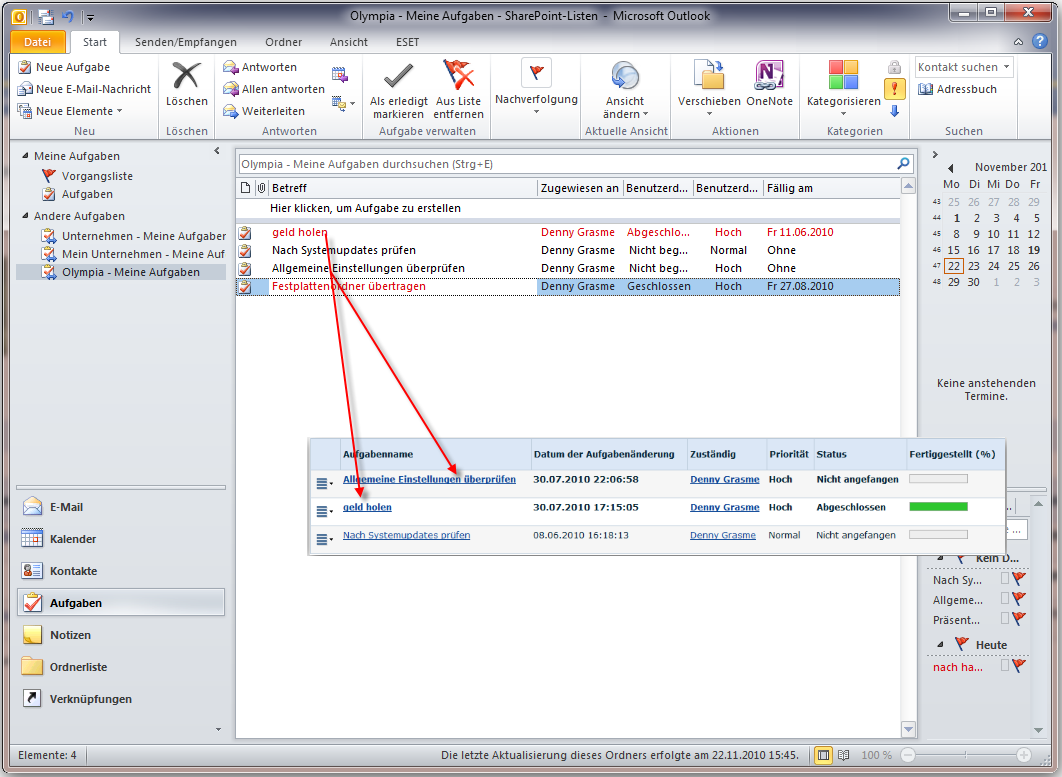 Olympia - Meine Aufgaben - SharePoint-Listen - Microsoft Outlook
Datei Start Senden/Empfangen Ordner Ansicht ESET
Neue Aufgabe
Neue E-Mail-Nachricht
Neue Elemente
Neu
Löschen
Löschen
Antworten
Allen antworten
Weiterleiten
Antworten
Als erledigt markieren
Aus Liste entfernen
Aufgabe verwalten
Nachverfolgung
Ansicht ändern
Aktuelle Ansicht
Verschieben OneNote
Aktionen
Kategorisieren
Kategorien
Kontakt suchen
Adressbuch
Suchen
Meine Aufgaben
Vorgangsliste
Aufgaben
Andere Aufgaben
Unternehmen - Meine Aufgaber
Mein Unternehmen - Meine Auf
Olympia - Meine Aufgaben
E-Mail
Kalender
Kontakte
Aufgaben
Notizen
Ordnerliste
Verknüpfungen
Olympia - Meine Aufgaben durchsuchen (Strg+E)
Betreff Zugewiesen an Benutzerd... Benutzerd... Fällig am
Hier klicken, um Aufgabe zu erstellen
geld holen Denny Grasme Abgeschlo... Hoch Fr 11.06.2010
Nach Systemupdates prüfen Denny Grasme Nicht beg... Normal Ohne
Allgemeine Einstellungen überprüfen Denny Grasme Nicht beg... Hoch Ohne
Festplattenordner übertragen Denny Grasme Geschlossen Hoch Fr 27.08.2010
Aufgabenname Datum der Aufgabenänderung Zuständig Priorität Status Fertiggestellt (%)
Allgemeine Einstellungen überprüfen 30.07.2010 22:06:58 Denny Grasme Hoch Nicht angefangen
geld holen 30.07.2010 17:15:05 Denny Grasme Hoch Abgeschlossen
Nach Systemupdates prüfen 08.06.2010 16:18:13 Denny Grasme Normal Nicht angefangen
November 201
Mo Di Mi Do Fr
43 25 26 27 28 29
44 1 2 3 4 5
45 8 9 10 11 12
46 15 16 17 18 19
47 22 23 24 25 26
48 29 30 1 2 3
Keine anstehenden
Termine.
Kein D...
Nach Sy...
Allgeme...
Präsent...
Heute
nach ha...
Elemente: 4
Die letzte Aktualisierung dieses Ordners erfolgte am 22.11.2010 15:45.
100 %